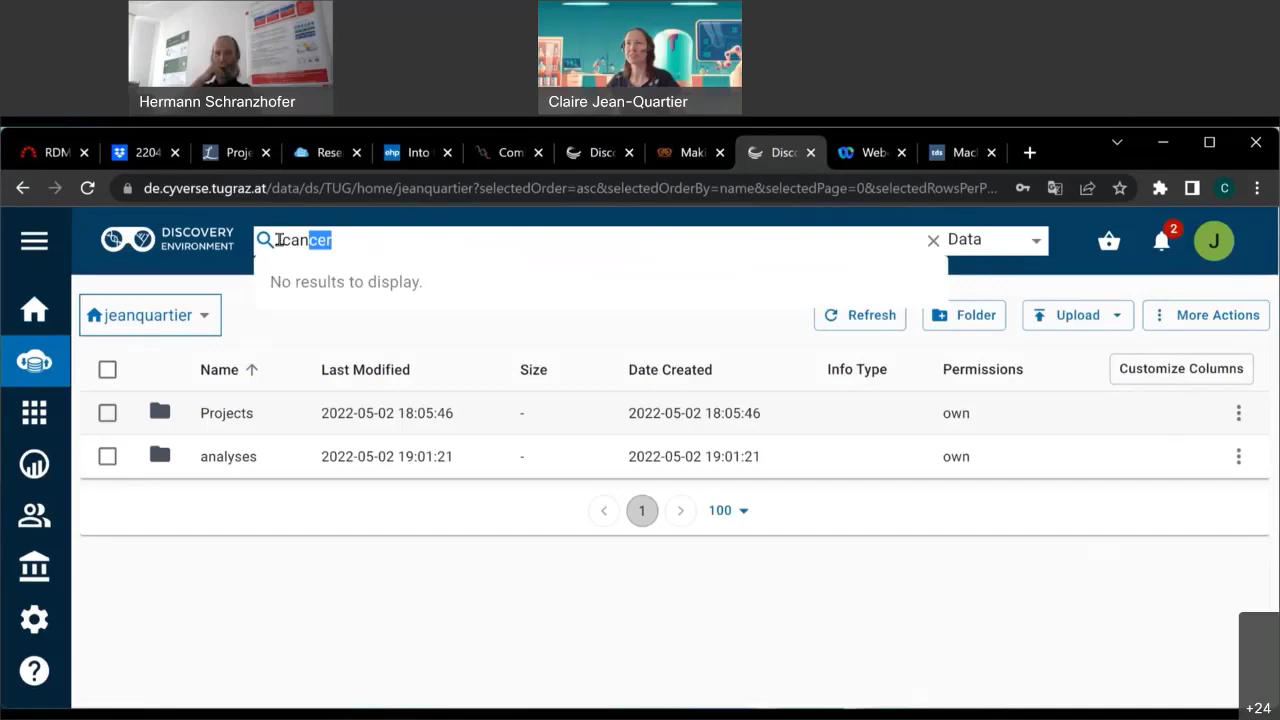 Hermann Schranzhofer
Claire Jean-Quartier
RDM
2204
Proje
Rese
ehp Into
Com
Disc
Maki
Disc
Web-
tds Macl
de.cyverse.tugraz.at/data/ds/TUG/home/jeanquartier?selectedOrder=asc&selectedOrderBy=name&selectedPage=0&selectedRowsPerP...
C
DISCOVERY
ENVIRONMENT
cancer
Data
2
J
No results to display.
jeanquartier
Refresh
Folder
Upload
More Actions
Name
Last Modified
Size
Date Created
Info Type
Permissions
Customize Columns
Projects
2022-05-02 18:05:46
-
2022-05-02 18:05:46
own
analyses
2022-05-02 19:01:21
-
2022-05-02 19:01:21
own
1
100
+24